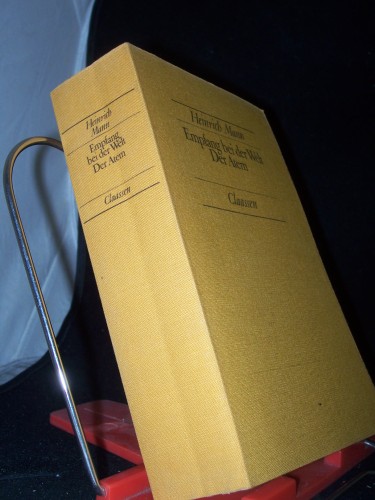 Heinrich
Mann
Empfang
bei der Welt
Der Atem
Claassen
Heinrich Mann
Empfang bei der Welt
Der Atem
Claassen